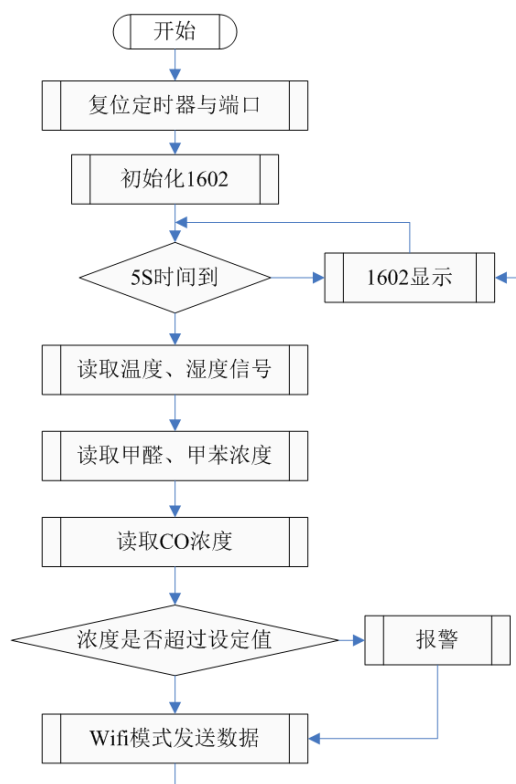 开始
复位定时器与端口
初始化1602
5S时间到
1602显示
读取温度、湿度信号
读取甲醛、甲苯浓度
读取CO浓度
浓度是否超过设定值
报警
Wifi模式发送数据